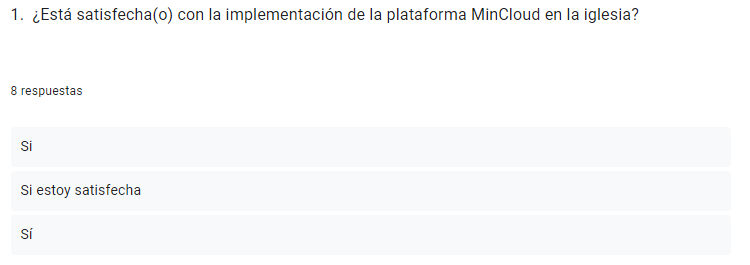 1. ¿Está satisfecha(o) con la implementación de la plataforma MinCloud en la iglesia?
8 respuestas
Si
Si estoy satisfecha
Sí